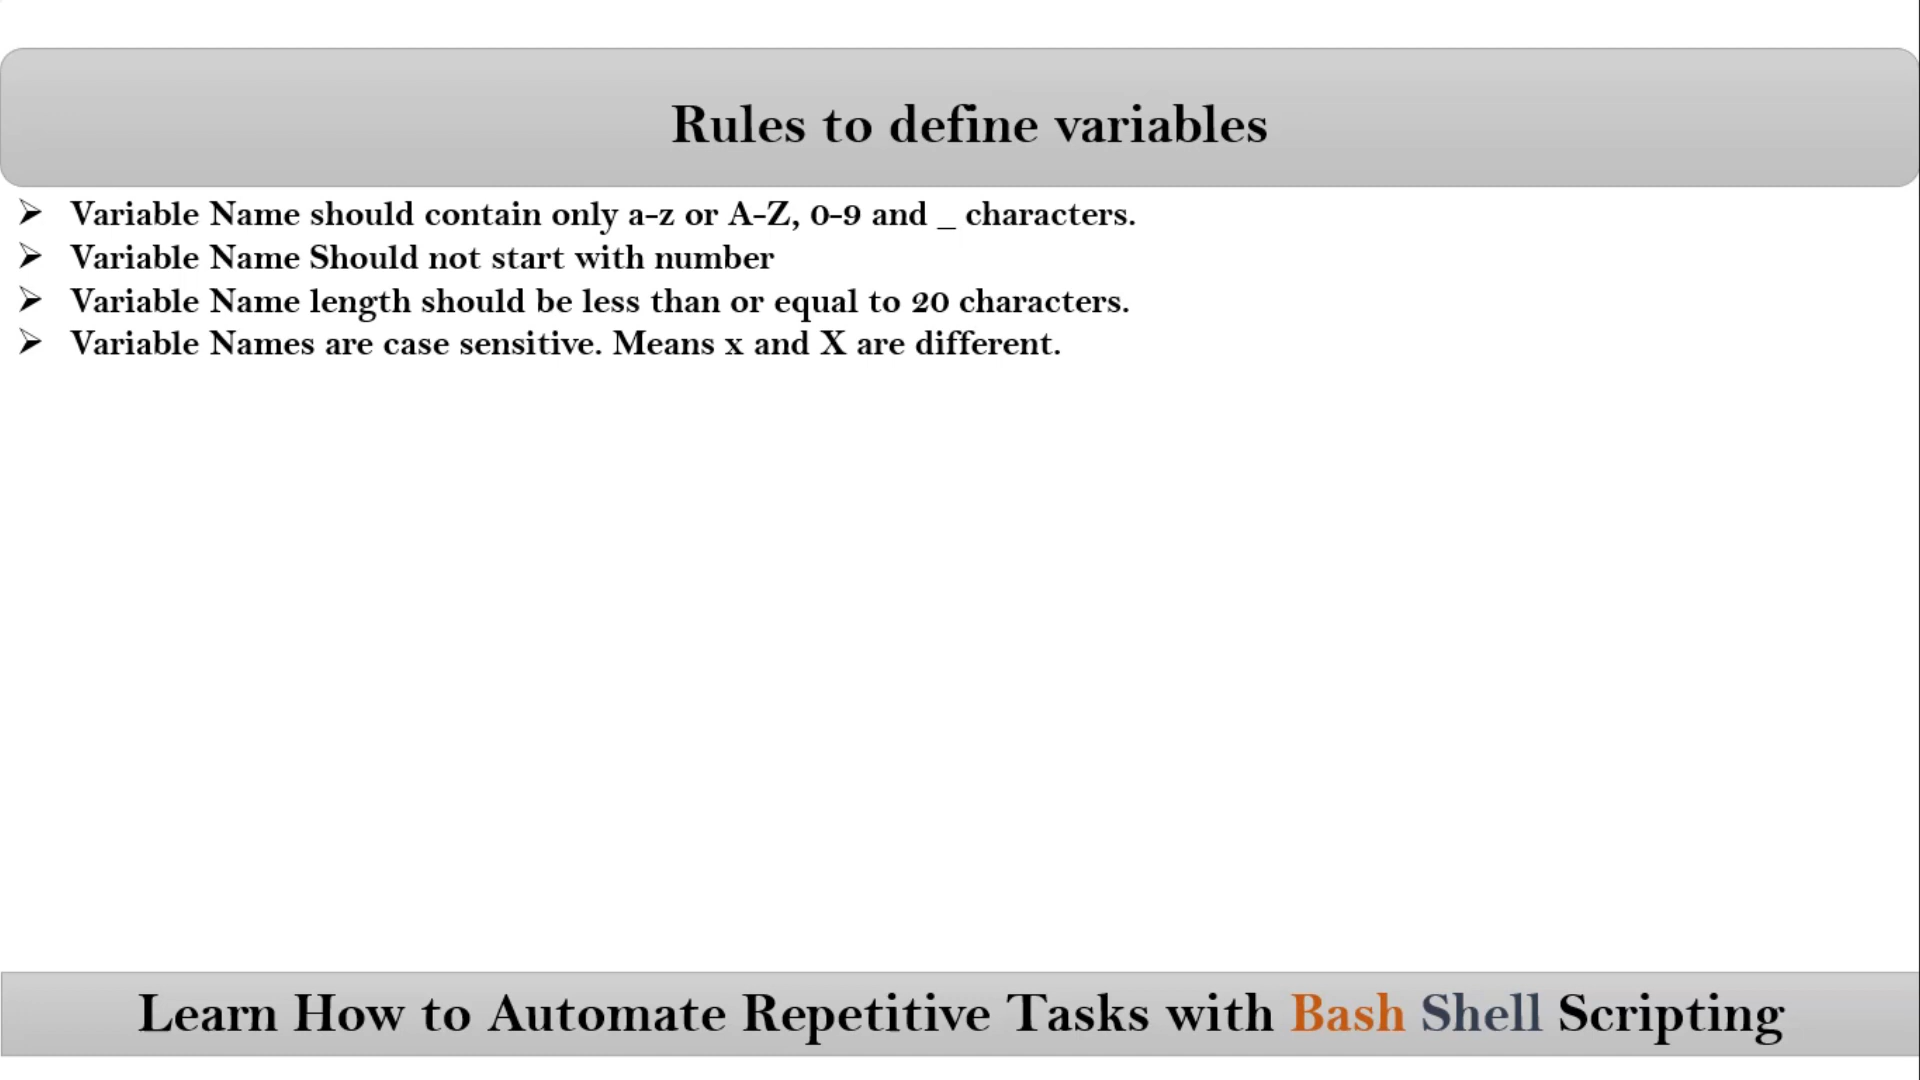 Rules to define variables
➢ Variable Name should contain only a-z or A-Z, 0-9 and _ characters.
➢ Variable Name Should not start with number
➢ Variable Name length should be less than or equal to 20 characters.
➢ Variable Names are case sensitive. Means x and X are different.
Learn How to Automate Repetitive Tasks with Bash Shell Scripting